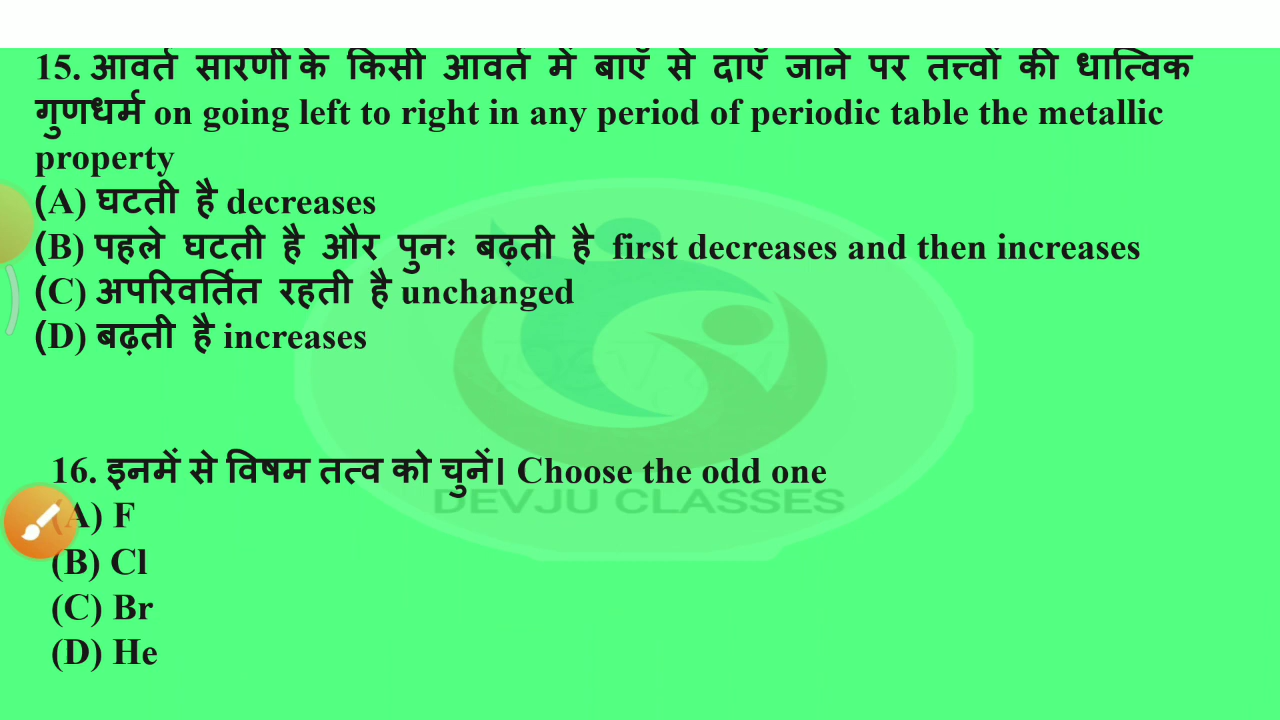 15. आवर्त सारणी के किसी आवर्त में बाएँ से दाएँ जाने पर तत्त्वों की धात्विक
गुणधर्म on going left to right in any period of periodic table the metallic
property
(A) घटती है decreases
(B) पहले घटती है और पुनः बढ़ती है first decreases and then increases
(C) अपरिवर्तित रहती है unchanged
(D) बढ़ती है increases
16. इनमें से विषम तत्व को चुनें। Choose the odd one
DEVJU CLASSES
(A) F
(B) Cl
(C) Br
(D) He